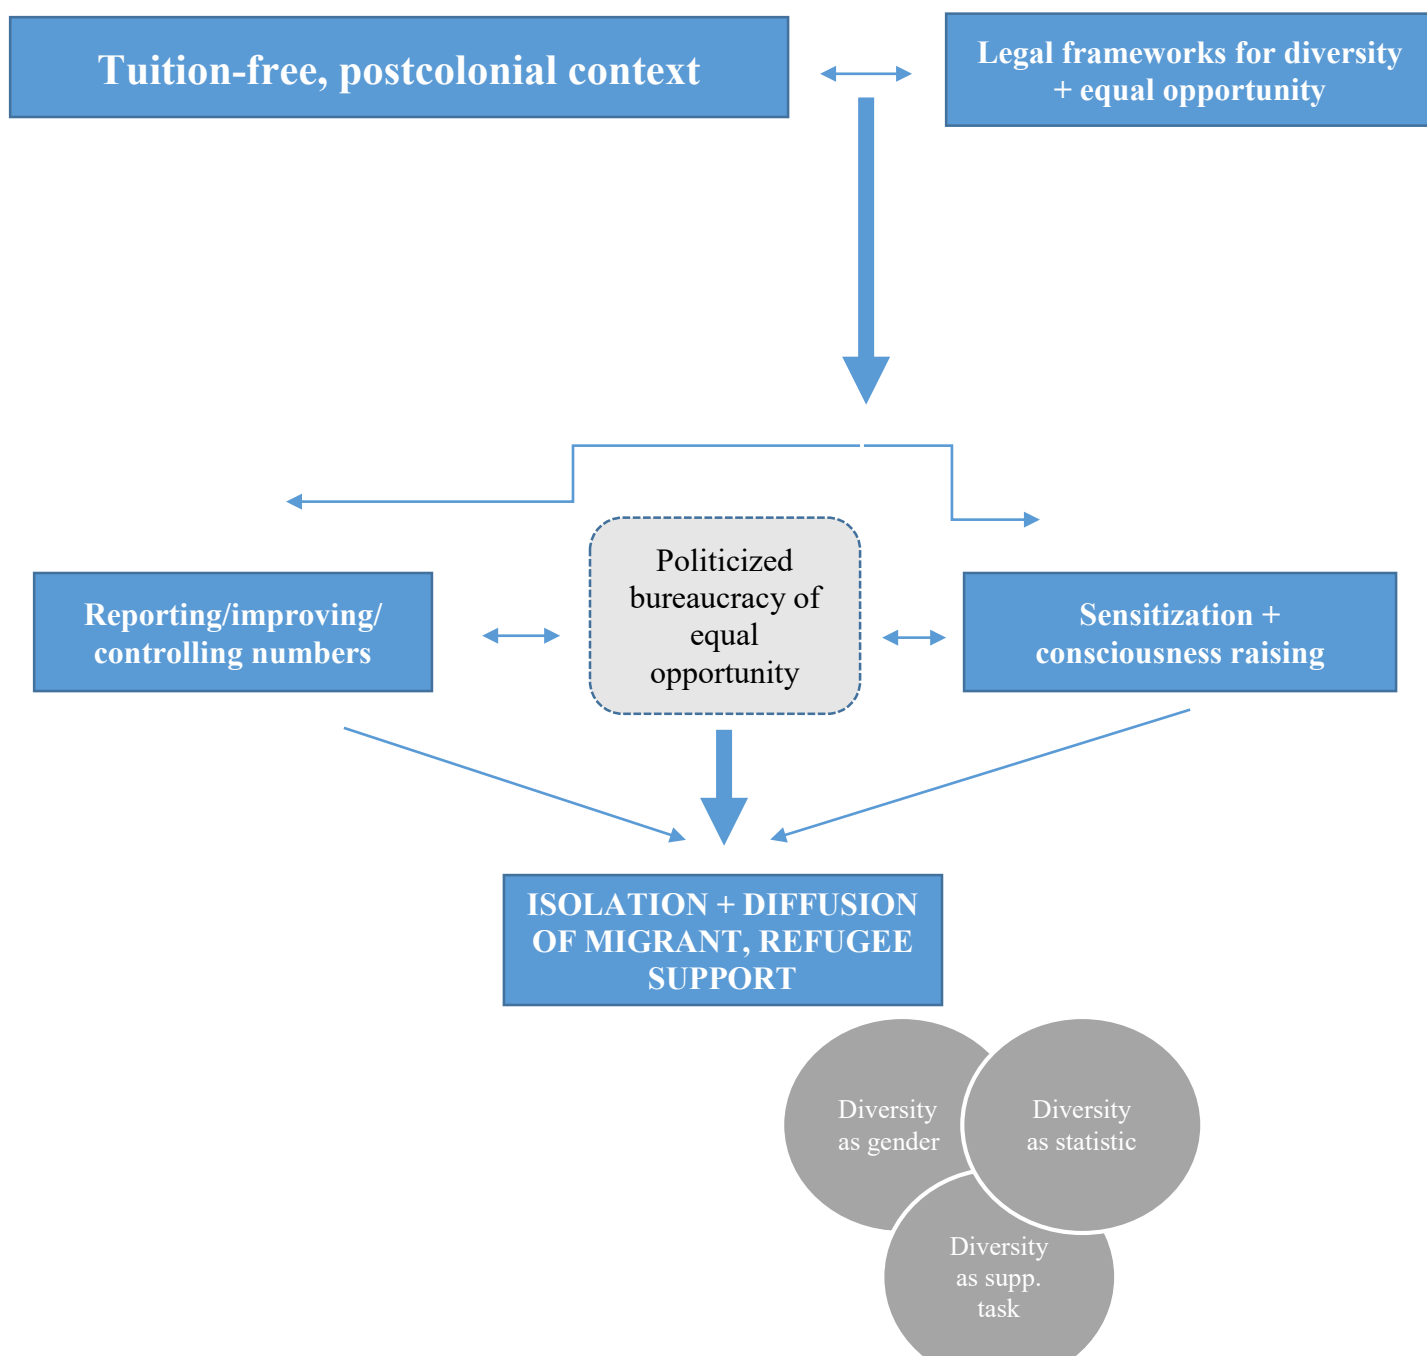 Tuition-free, postcolonial context
Legal frameworks for diversity
+ equal opportunity
Politicized
bureaucracy of
equal
opportunity
Reporting/improving/
controlling numbers
Sensitization +
consciousness raising
ISOLATION + DIFFUSION
OF MIGRANT, REFUGEE
SUPPORT
Diversity
as gender
Diversity
as statistic
Diversity
as supp.
task